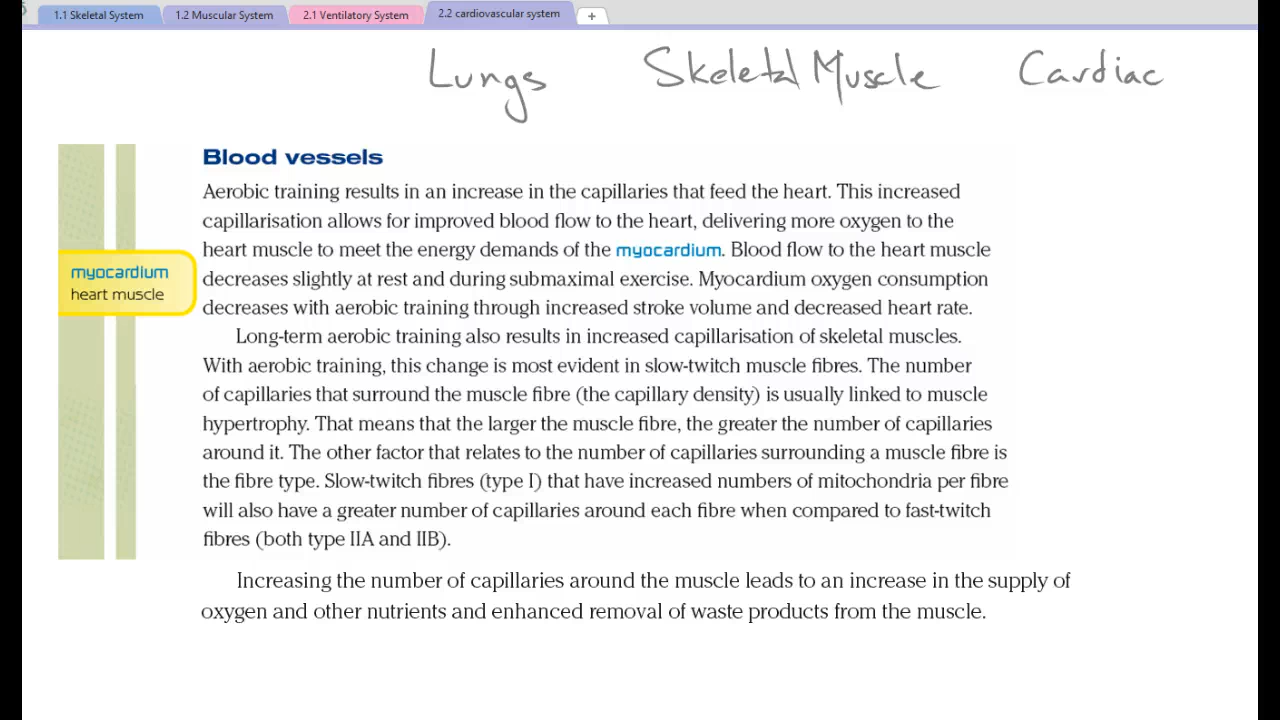 1.1 Skeletal System 1.2 Muscular System 2.1 Ventilatory System 2.2 cardiovascular system +
Lungs Skeletal Muscle Cardiac
Blood vessels
Aerobic training results in an increase in the capillaries that feed the heart. This increased
capillarisation allows for improved blood flow to the heart, delivering more oxygen to the
heart muscle to meet the energy demands of the myocardium. Blood flow to the heart muscle
decreases slightly at rest and during submaximal exercise. Myocardium oxygen consumption
decreases with aerobic training through increased stroke volume and decreased heart rate.
myocardium
heart muscle
Long-term aerobic training also results in increased capillarisation of skeletal muscles.
With aerobic training, this change is most evident in slow-twitch muscle fibres. The number
of capillaries that surround the muscle fibre (the capillary density) is usually linked to muscle
hypertrophy. That means that the larger the muscle fibre, the greater the number of capillaries
around it. The other factor that relates to the number of capillaries surrounding a muscle fibre is
the fibre type. Slow-twitch fibres (type I) that have increased numbers of mitochondria per fibre
will also have a greater number of capillaries around each fibre when compared to fast-twitch
fibres (both type IIA and IIB).
Increasing the number of capillaries around the muscle leads to an increase in the supply of
oxygen and other nutrients and enhanced removal of waste products from the muscle.